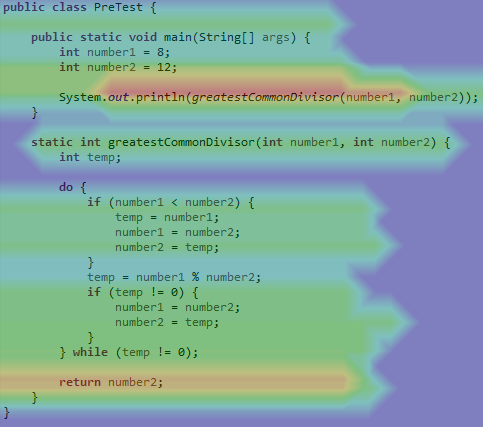 public class PreTest {
public static void main(String[] args) {
int number1 = 8;
int number2 = 12;
System.out.println(greatestCommonDivisor(number1, number2));
}
static int greatestCommonDivisor(int number1, int number2) {
int temp;
do {
if (number1 < number2) {
temp = number1;
number1 = number2;
number2 = temp;
}
temp = number1 % number2;
if (temp != 0) {
number1 = number2;
number2 = temp;
}
} while (temp != 0);
return number2;
}
}